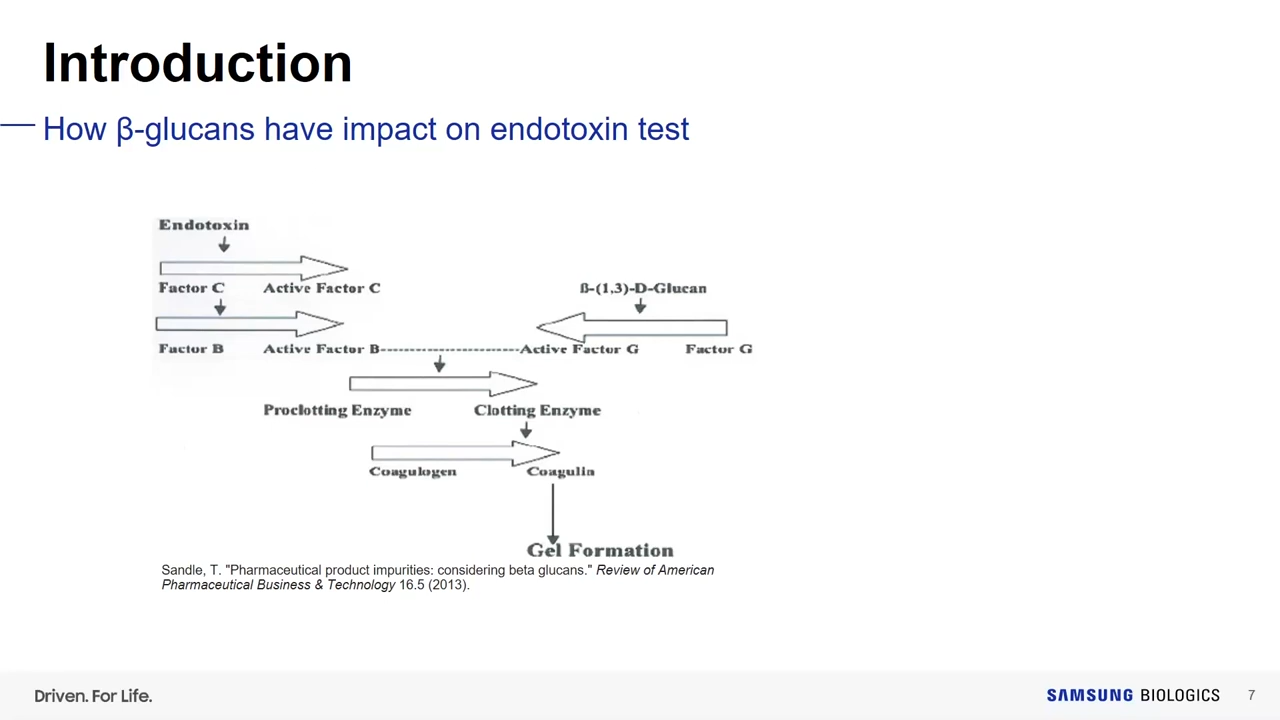 Introduction
How β-glucans have impact on endotoxin test
Endotoxin
Factor C Active Factor C
ß-(1,3)-D-Glucan
Factor B Active Factor B Active Factor G Factor G
Proclotting Enzyme Clotting Enzyme
Coagulogen Coagulin
Gel Formation
Sandle, T. "Pharmaceutical product impurities: considering beta glucans." Review of American
Pharmaceutical Business & Technology 16.5 (2013).
Driven. For Life.
SAMSUNG BIOLOGICS 7